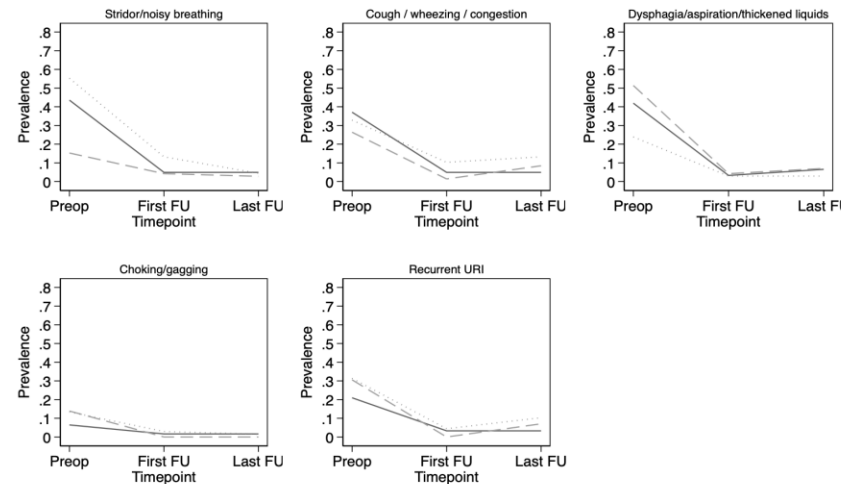 Stridor/noisy breathing
.8
.7
.6
.5
.4
.3
.2
.1
0
Prevalence
Preop First FU Last FU
Timepoint
Cough / wheezing / congestion
.8
.7
.6
.5
.4
.3
.2
.1
0
Prevalence
Preop First FU Last FU
Timepoint
Dysphagia/aspiration/thickened liquids
.8
.7
.6
.5
.4
.3
.2
.1
0
Prevalence
Preop First FU Last FU
Timepoint
Choking/gagging
.8
.7
.6
.5
.4
.3
.2
.1
0
Prevalence
Preop First FU Last FU
Timepoint
Recurrent URI
.8
.7
.6
.5
.4
.3
.2
.1
0
Prevalence
Preop First FU Last FU
Timepoint